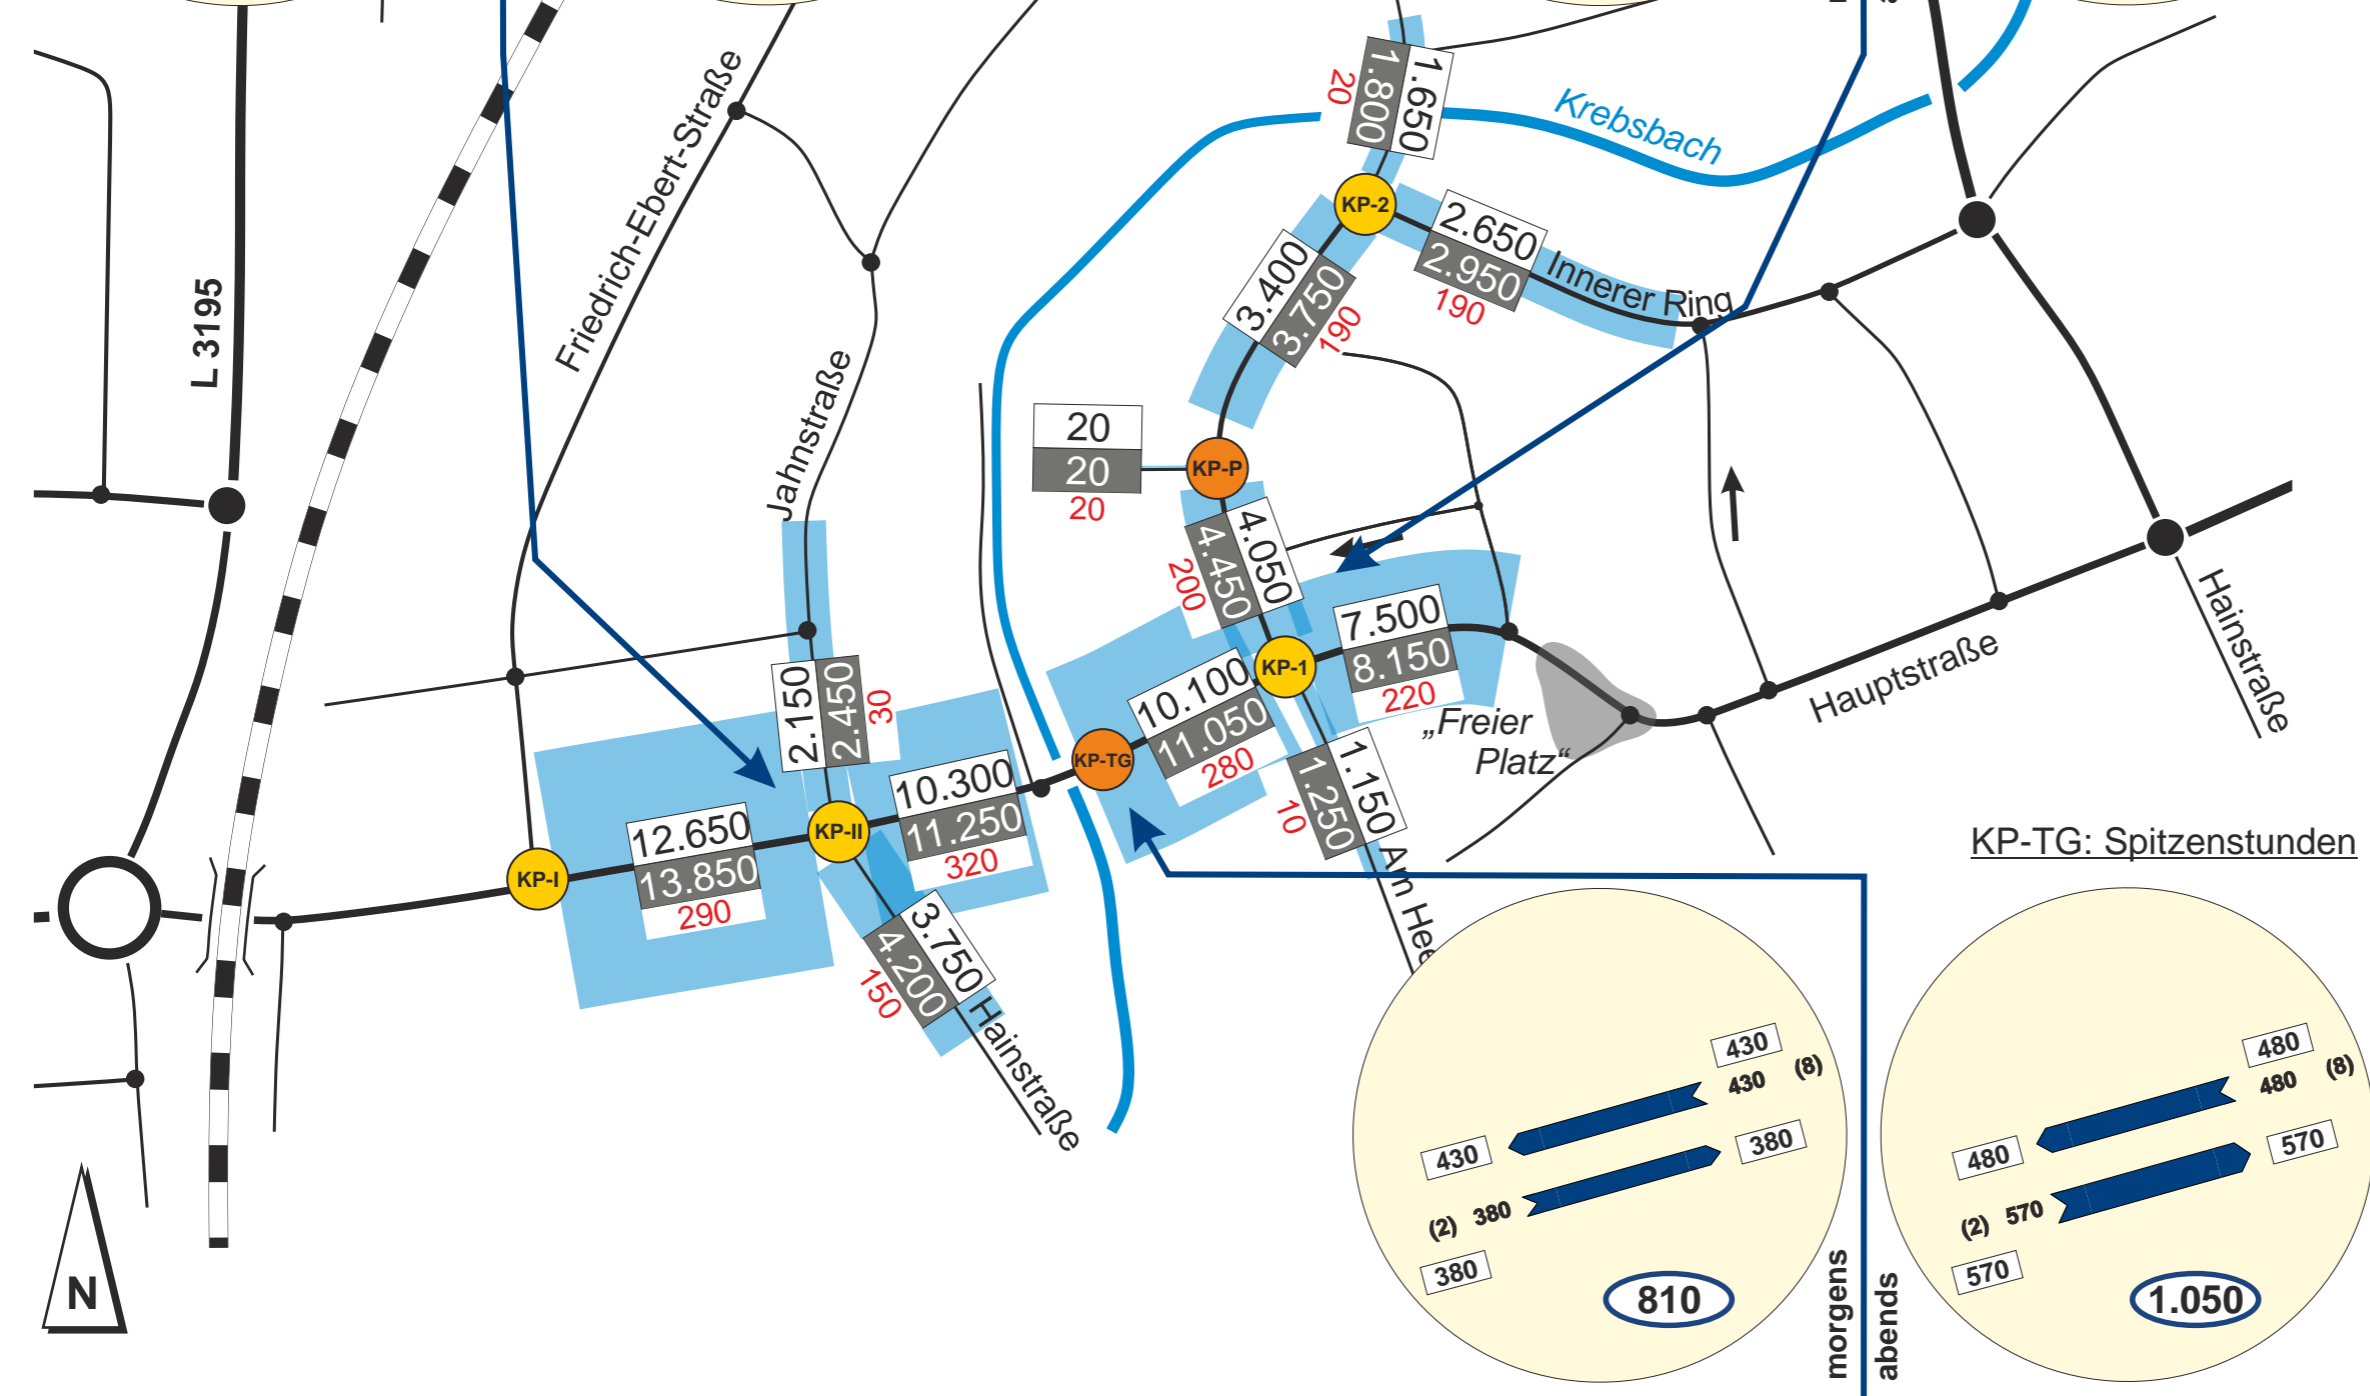 L 3195
Friedrich-Ebert-Straße
Jahnstraße
1.650
1.800
20
Krebsbach
KP-2
2.650
2.950
190
Innerer Ring
3.400
3.750
190
20
20
20
KP-P
4.050
4.450
200
7.500
8.150
220
KP-1
10.100
11.050
280
KP-TG
1.150
1.250
10
Am Hee
„Freier
Platz“
Hauptstraße
Hainstraße
2.150
2.450
30
10.300
11.250
320
KP-II
12.650
13.850
290
KP-I
3.750
4.200
150
Hainstraße
N
KP-TG: Spitzenstunden
430
430 (8)
430
380
(2) 380
380
810
morgens
abends
480
480 (8)
480
570
(2) 570
570
1.050